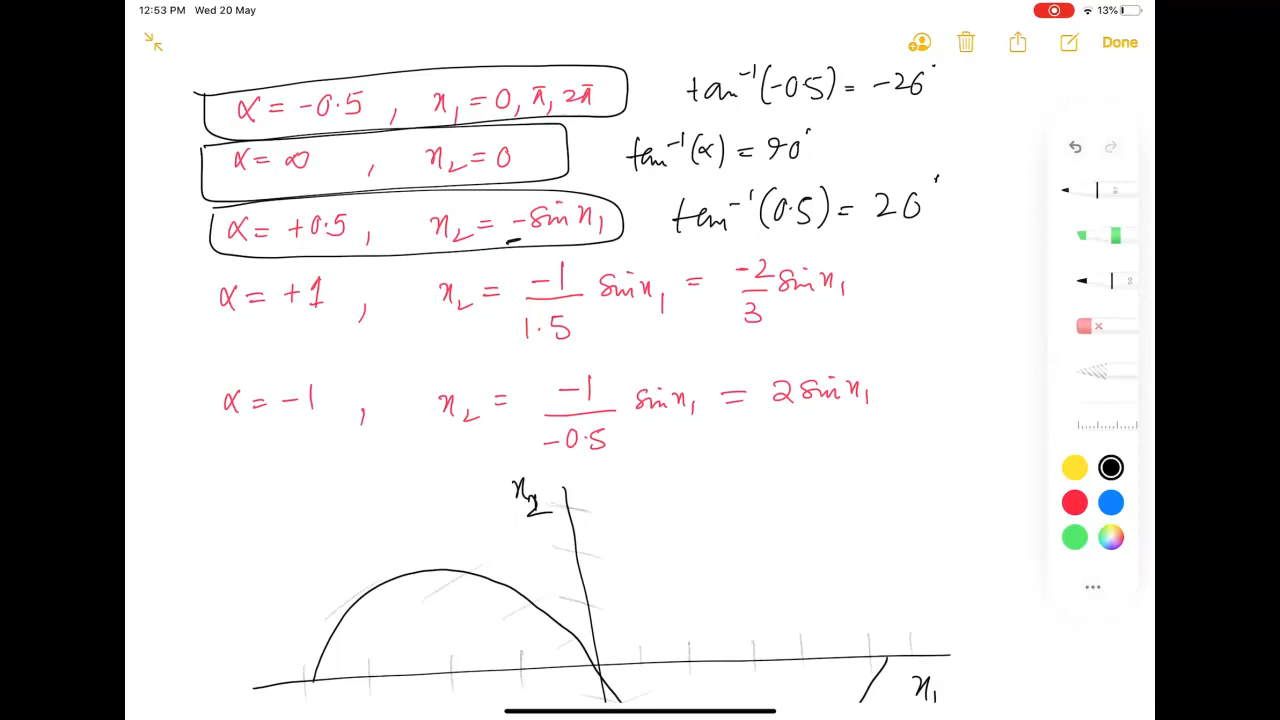 12:53 PM Wed 20 May 13%
Done
α = -0.5 , x₁ = 0, π, 2π tan⁻¹(-0.5) = -26°
α = ∞ , x₂ = 0 tan⁻¹(α) = 90°
α = +0.5 , x₂ = -sin x₁ tan⁻¹(0.5) = 26°
α = +1 , x₂ = -1/1.5 sin x₁ = -2/3 sin x₁
α = -1 , x₂ = -1/-0.5 sin x₁ = 2 sin x₁
x₂
x₁